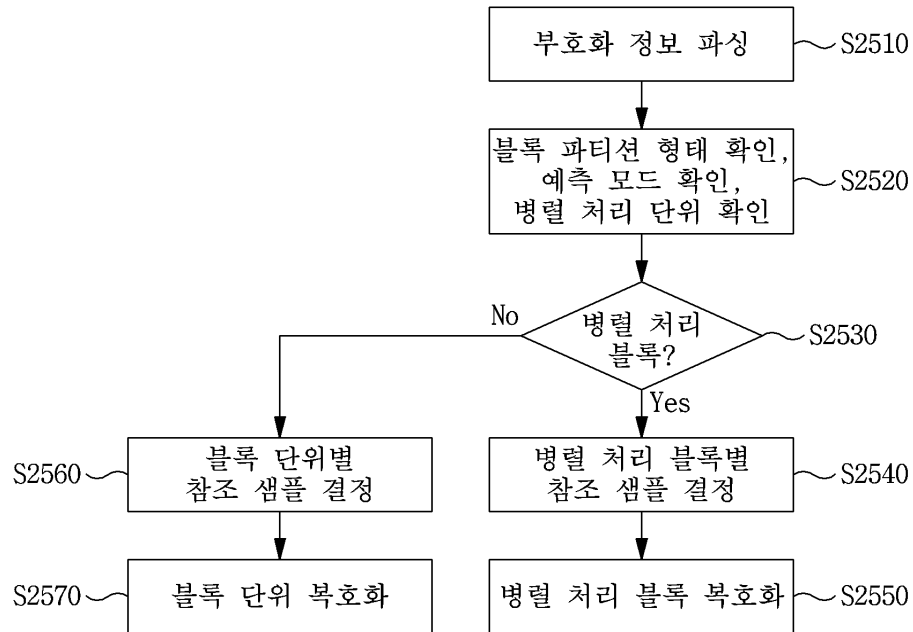 부호화 정보 파싱
S2510
블록 파티션 형태 확인,
예측 모드 확인,
병렬 처리 단위 확인
S2520
병렬 처리
블록?
S2530
No
Yes
S2560
블록 단위별
참조 샘플 결정
병렬 처리 블록별
참조 샘플 결정
S2540
S2570
블록 단위 복호화
병렬 처리 블록 복호화
S2550